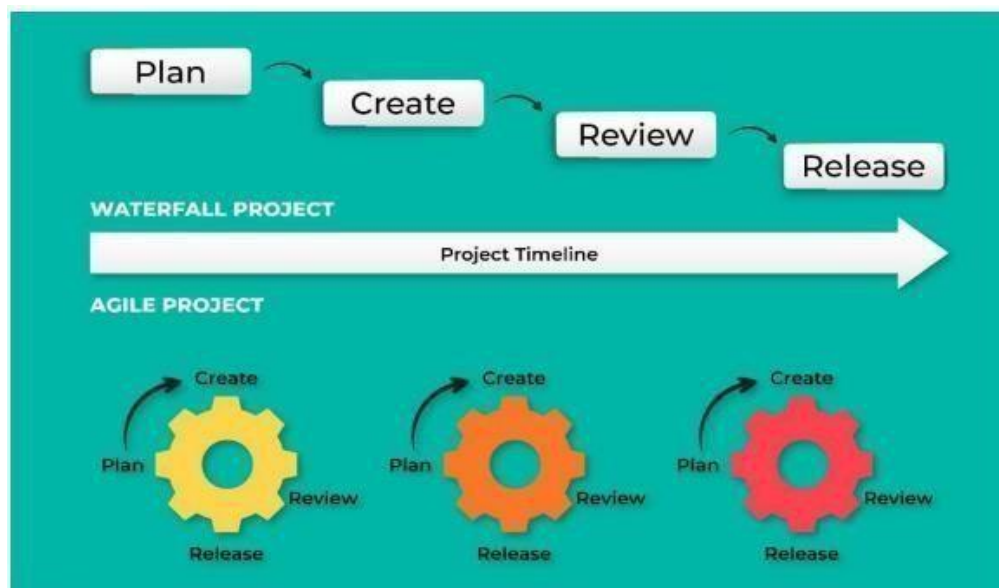 Plan
Create
Review
Release
WATERFALL PROJECT
Project Timeline
AGILE PROJECT
Create
Plan
Review
Release
Create
Plan
Review
Release
Create
Plan
Review
Release